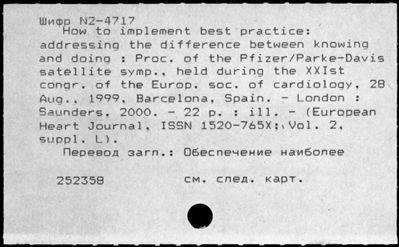 Шифр N2-4717
How to implement best practice:
addressing the difference between knowing
and doing : Proc. of the Pfizer/Parke-Davis
satellite symp., held during the XXIst
congr. of the Europ. soc. of cardiology, 28
Aug., 1999, Barcelona, Spain. - London :
Saunders, 2000. - 22 p. : ill. - (European
Heart Journal, ISSN 1520-765X; Vol. 2,
suppl. L).
Перевод загл.: Обеспечение наиболее
252358 см. след. карт.